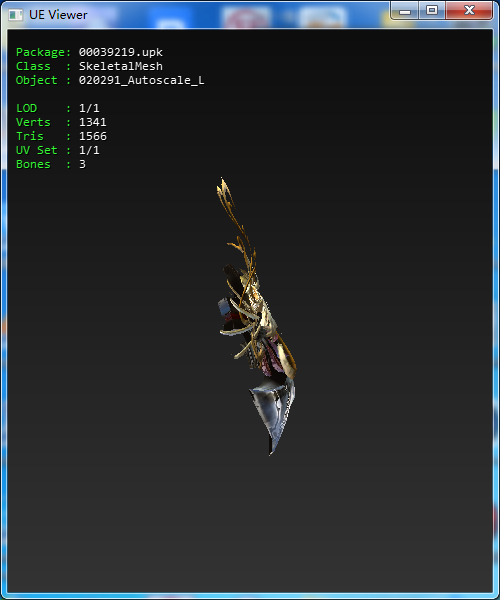 UE Viewer
Package: 00039219.upk
Class  : SkeletalMesh
Object : 020291_Autoscale_L
LOD    : 1/1
Verts  : 1341
Tris   : 1566
UV Set : 1/1
Bones  : 3